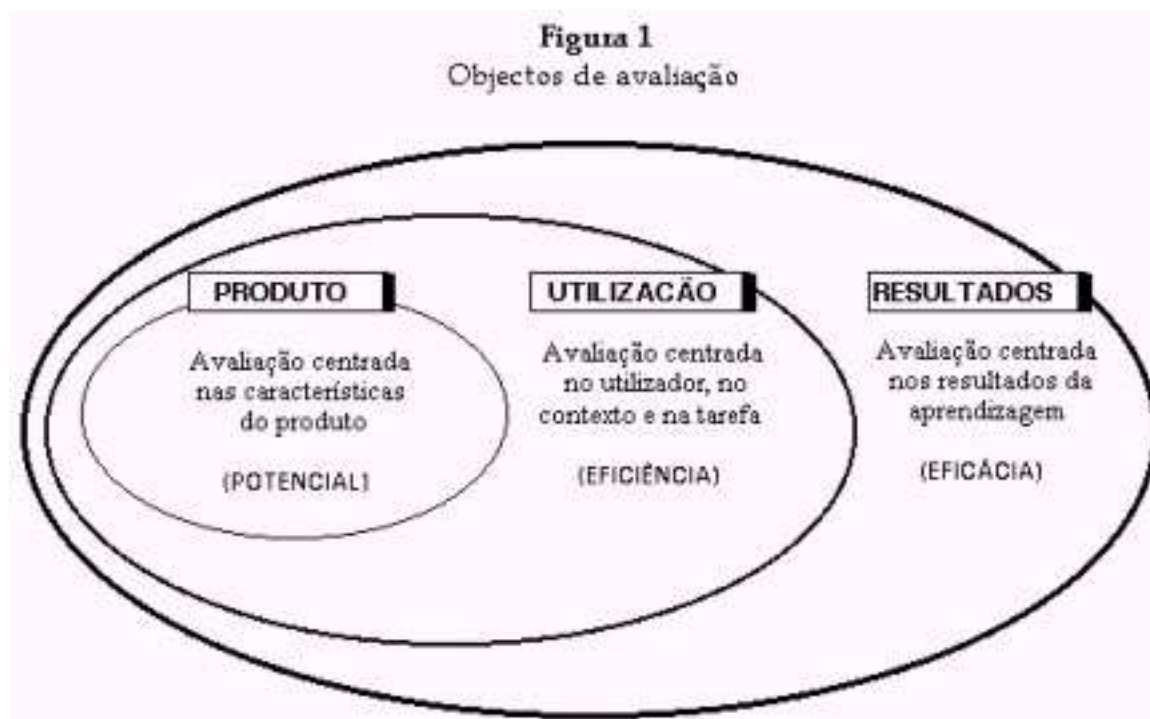 Figura 1
Objectos de avaliação
PRODUTO
Avaliação centrada
nas características
do produto
(POTENCIAL)
UTILIZACÃO
Avaliação centrada
no utilizador, no
contexto e na tarefa
(EFICIÊNCIA)
RESULTADOS
Avaliação centrada
nos resultados da
aprendizagem
(EFICÁCIA)